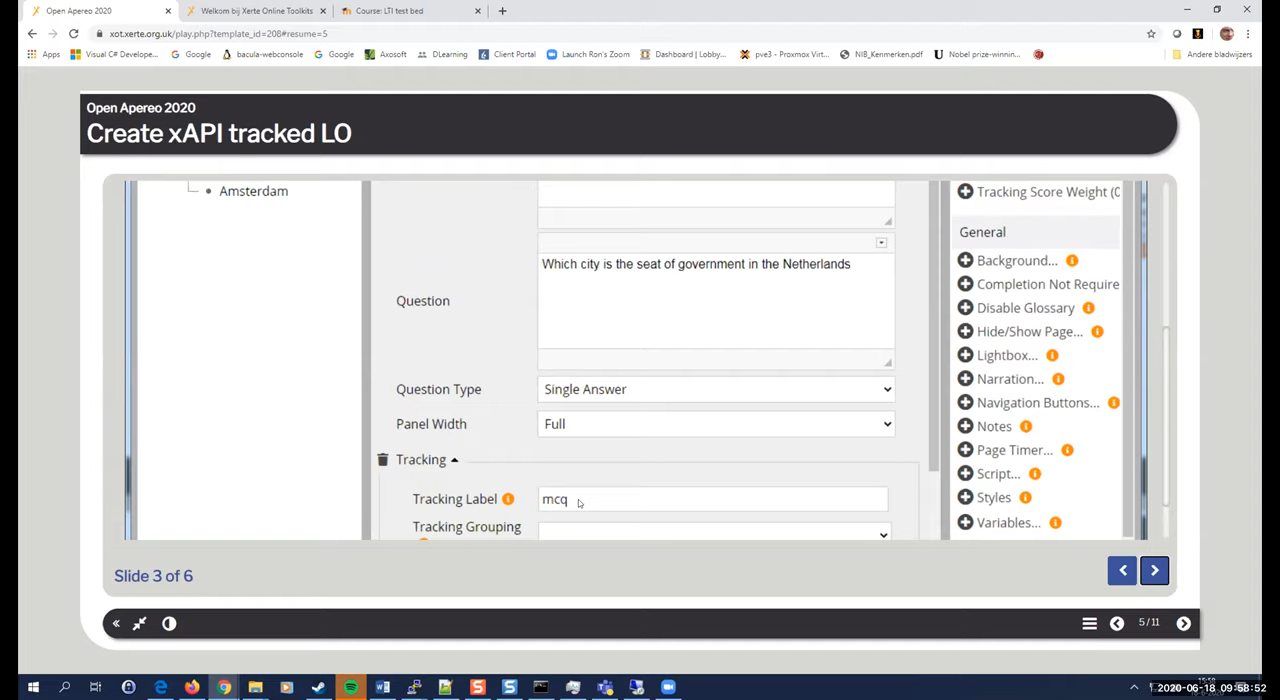 Open Apereo 2020
Welkom bij Xerte Online Toolkits
Course: LTI test bed
xot.xerte.org.uk/play.php?template_id=208#resume=5
Apps
Visual C# Develope...
Google
bacula-webconsole
Google
Axosoft
DLearning
Client Portal
Launch Ron's Zoom
Dashboard | Lobby...
pve3 - Proxmox Virt...
NIB_Kenmerken.pdf
Nobel prize-winnin...
Andere bladwijzers
Open Apereo 2020
Create xAPI tracked LO
Amsterdam
Tracking Score Weight (0
General
Background...
Which city is the seat of government in the Netherlands
Completion Not Require
Question
Disable Glossary
Hide/Show Page...
Lightbox...
Question Type
Single Answer
Narration...
Navigation Buttons...
Panel Width
Full
Notes
Page Timer...
Tracking
Script...
Tracking Label
mcq
Styles
Tracking Grouping
Variables...
Slide 3 of 6
5 / 11
2020-06-18 09:58:52